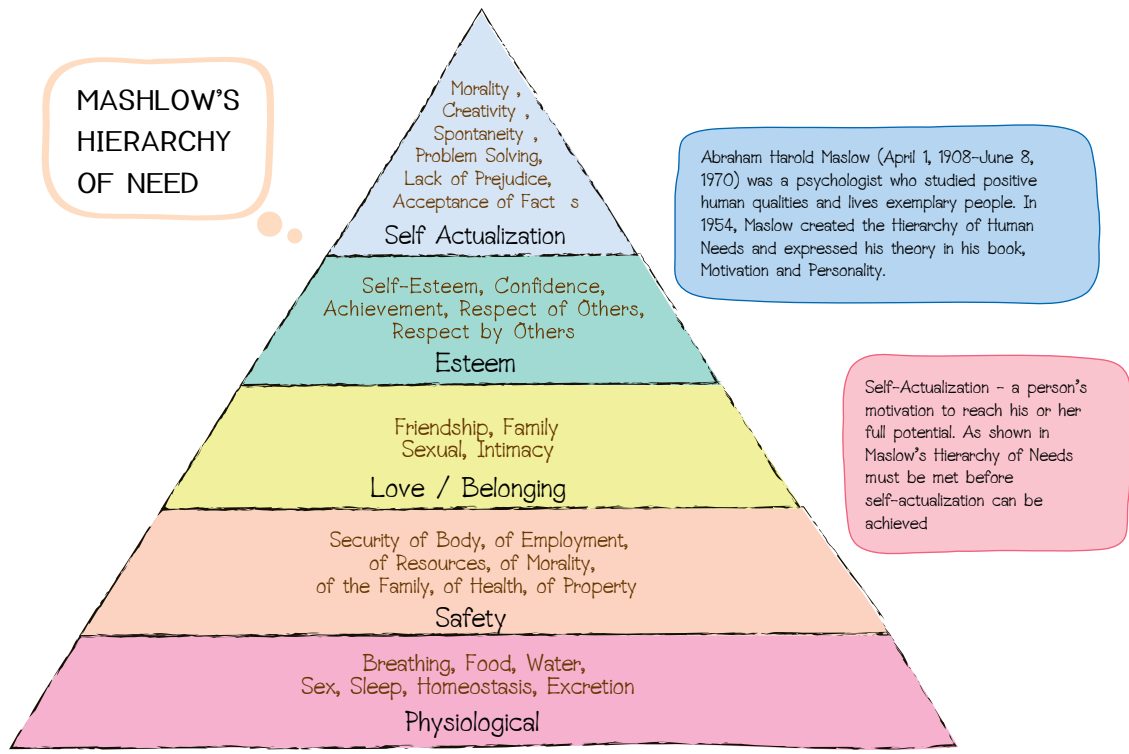 MASHLOW'S
HIERARCHY
OF NEED
Morality ,
Creativity ,
Spontaneity ,
Problem Solving,
Lack of Prejudice,
Acceptance of Fact s
Self Actualization
Self-Esteem, Confidence,
Achievement, Respect of Others,
Respect by Others
Esteem
Friendship, Family
Sexual, Intimacy
Love / Belonging
Security of Body, of Employment,
of Resources, of Morality,
of the Family, of Health, of Property
Safety
Breathing, Food, Water,
Sex, Sleep, Homeostasis, Excretion
Physiological
Abraham Harold Maslow (April 1, 1908-June 8,
1970) was a psychologist who studied positive
human qualities and lives exemplary people. In
1954, Maslow created the Hierarchy of Human
Needs and expressed his theory in his book,
Motivation and Personality.
Self-Actualization - a person's
motivation to reach his or her
full potential. As shown in
Maslow's Hierarchy of Needs
must be met before
self-actualization can be
achieved